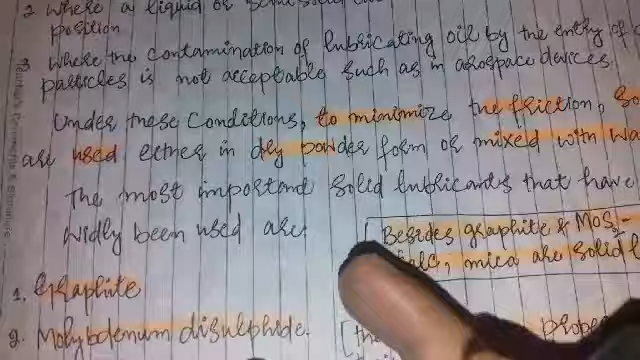 2 where a liquid or
position
3 where the contamination of lubricating oil by the entry of
particles is not acceptable such as in aerospace devices.
Under these conditions, to minimize the friction,
are used either in dry powder form or mixed with
The most important solid lubricants that have
widly been used are
Besides graphite & MoS2-
talc, mica are solid
1. Graphite
2. Molybdenum disulphide.